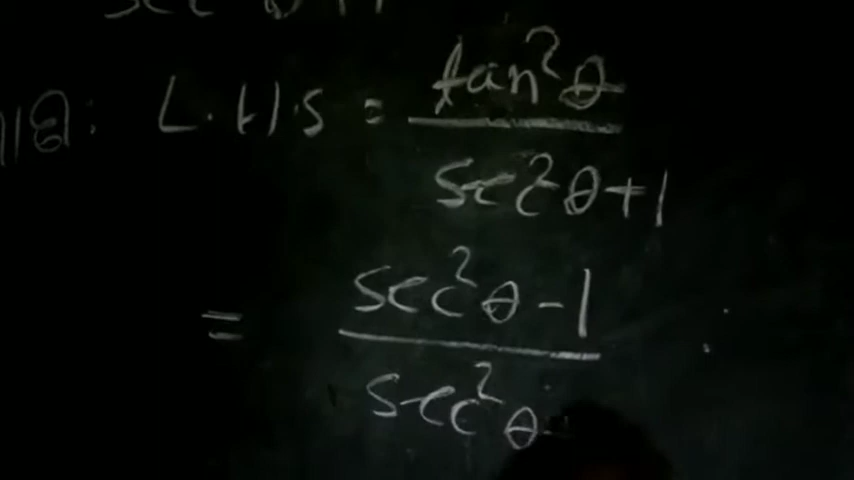 L.H.S = tan²θ
sec²θ+1
= sec²θ-1
sec²θ-